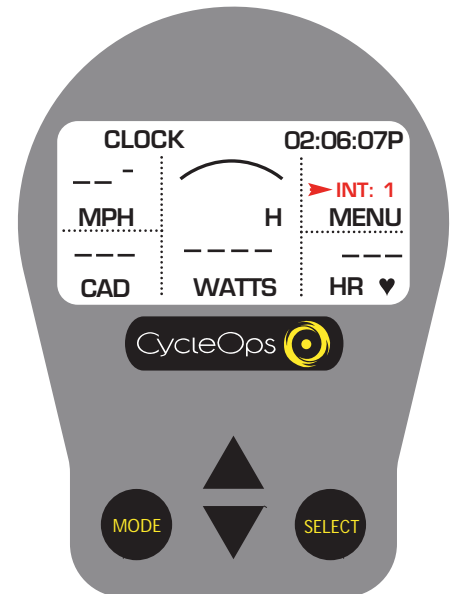 CLOCK 02:06:07P
-- -
INT: 1
MPH H MENU
--- ---- ---
CAD WATTS HR ♥
CycleOps
MODE SELECT